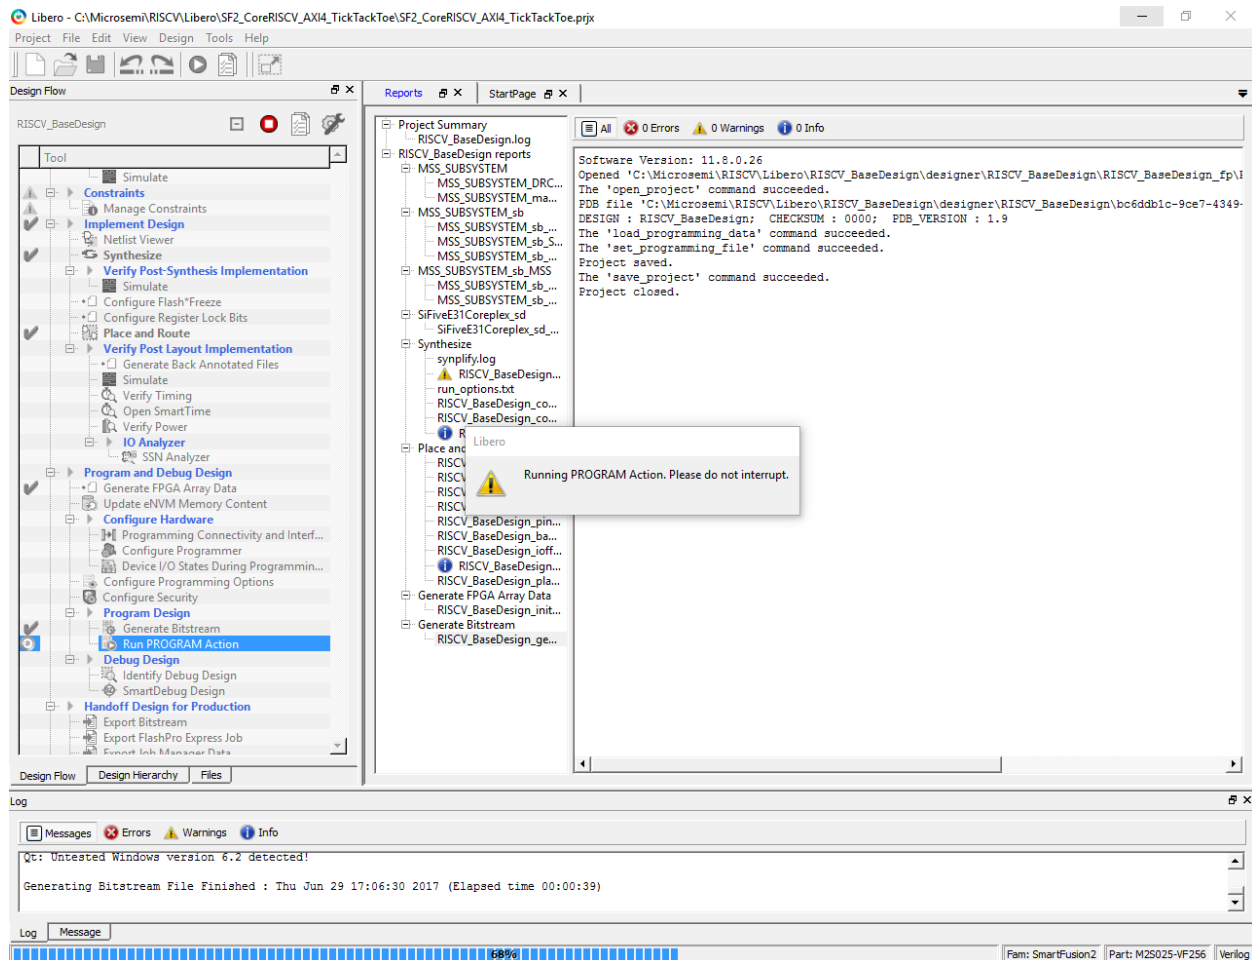 Libero - C:\Microsemi\RISCV\Libero\SF2_CoreRISCV_AXI4_TickTackToe\SF2_CoreRISCV_AXI4_TickTackToe.prjx
Project File Edit View Design Tools Help
Design Flow
Reports
StartPage
RISCV_BaseDesign
Tool
Simulate
Constraints
Manage Constraints
Implement Design
Netlist Viewer
Synthesize
Verify Post-Synthesis Implementation
Simulate
Configure Flash*Freeze
Configure Register Lock Bits
Place and Route
Verify Post Layout Implementation
Generate Back Annotated Files
Simulate
Verify Timing
Open SmartTime
Verify Power
IO Analyzer
SSN Analyzer
Program and Debug Design
Generate FPGA Array Data
Update eNVM Memory Content
Configure Hardware
Programming Connectivity and Interf...
Configure Programmer
Device I/O States During Programmin...
Configure Programming Options
Configure Security
Program Design
Generate Bitstream
Run PROGRAM Action
Debug Design
Identify Debug Design
SmartDebug Design
Handoff Design for Production
Export Bitstream
Export FlashPro Express Job
Export Job Manager Data
Design Flow
Design Hierarchy
Files
Project Summary
RISCV_BaseDesign.log
RISCV_BaseDesign reports
MSS_SUBSYSTEM
MSS_SUBSYSTEM_DRC...
MSS_SUBSYSTEM_ma...
MSS_SUBSYSTEM_sb
MSS_SUBSYSTEM_sb_...
MSS_SUBSYSTEM_sb_S...
MSS_SUBSYSTEM_sb_...
MSS_SUBSYSTEM_sb_MSS
MSS_SUBSYSTEM_sb_...
MSS_SUBSYSTEM_sb_...
SiFiveE31Coreplex_sd
SiFiveE31Coreplex_sd_...
Synthesize
synplify.log
RISCV_BaseDesign...
run_options.txt
RISCV_BaseDesign_co...
RISCV_BaseDesign_co...
Place and
RISCV
RISCV
RISCV
RISCV
RISCV_BaseDesign_pin...
RISCV_BaseDesign_ba...
RISCV_BaseDesign_ioff...
RISCV_BaseDesign...
RISCV_BaseDesign_pla...
Generate FPGA Array Data
RISCV_BaseDesign_init...
Generate Bitstream
RISCV_BaseDesign_ge...
All 0 Errors 0 Warnings 0 Info
Software Version: 11.8.0.26
Opened 'C:\Microsemi\RISCV\Libero\RISCV_BaseDesign\designer\RISCV_BaseDesign\RISCV_BaseDesign_fp\
The 'open_project' command succeeded.
PDB file 'C:\Microsemi\RISCV\Libero\RISCV_BaseDesign\designer\RISCV_BaseDesign\bc6ddb1c-9ce7-4349-
DESIGN : RISCV_BaseDesign; CHECKSUM : 0000; PDB_VERSION : 1.9
The 'load_programming_data' command succeeded.
The 'set_programming_file' command succeeded.
Project saved.
The 'save_project' command succeeded.
Project closed.
Libero
Running PROGRAM Action. Please do not interrupt.
Log
Messages Errors Warnings Info
Qt: Untested Windows version 6.2 detected!
Generating Bitstream File Finished : Thu Jun 29 17:06:30 2017 (Elapsed time 00:00:39)
Log
Message
68%
Fam: SmartFusion2 Part: M2S025-VF256 Verilog